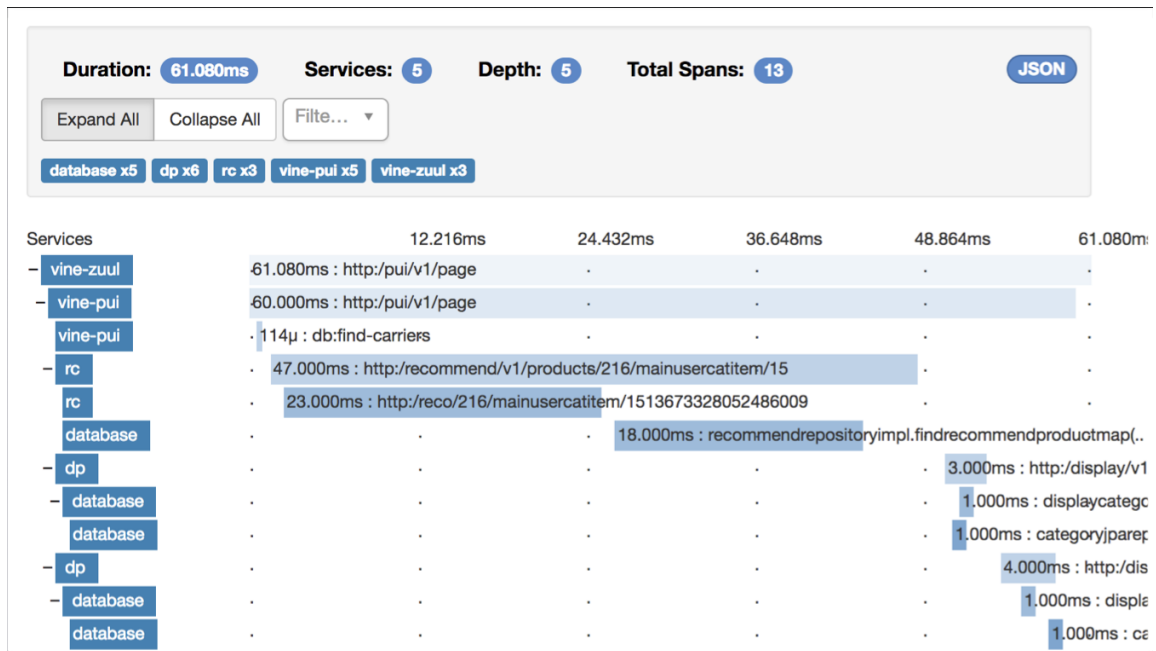 Duration: 61.080ms Services: 5 Depth: 5 Total Spans: 13 JSON
Expand All Collapse All Filte... ▼
database x5 dp x6 rc x3 vine-pui x5 vine-zuul x3
Services 12.216ms 24.432ms 36.648ms 48.864ms 61.080m
− vine-zuul 61.080ms : http:/pui/v1/page
− vine-pui 60.000ms : http:/pui/v1/page
vine-pui 114μ : db:find-carriers
− rc 47.000ms : http:/recommend/v1/products/216/mainusercatitem/15
rc 23.000ms : http:/reco/216/mainusercatitem/1513673328052486009
database 18.000ms : recommendrepositoryimpl.findrecommendproductmap(..
− dp 3.000ms : http:/display/v1
− database 1.000ms : displaycatego
database 1.000ms : categoryjparep
− dp 4.000ms : http:/dis
− database 1.000ms : displa
database 1.000ms : ca